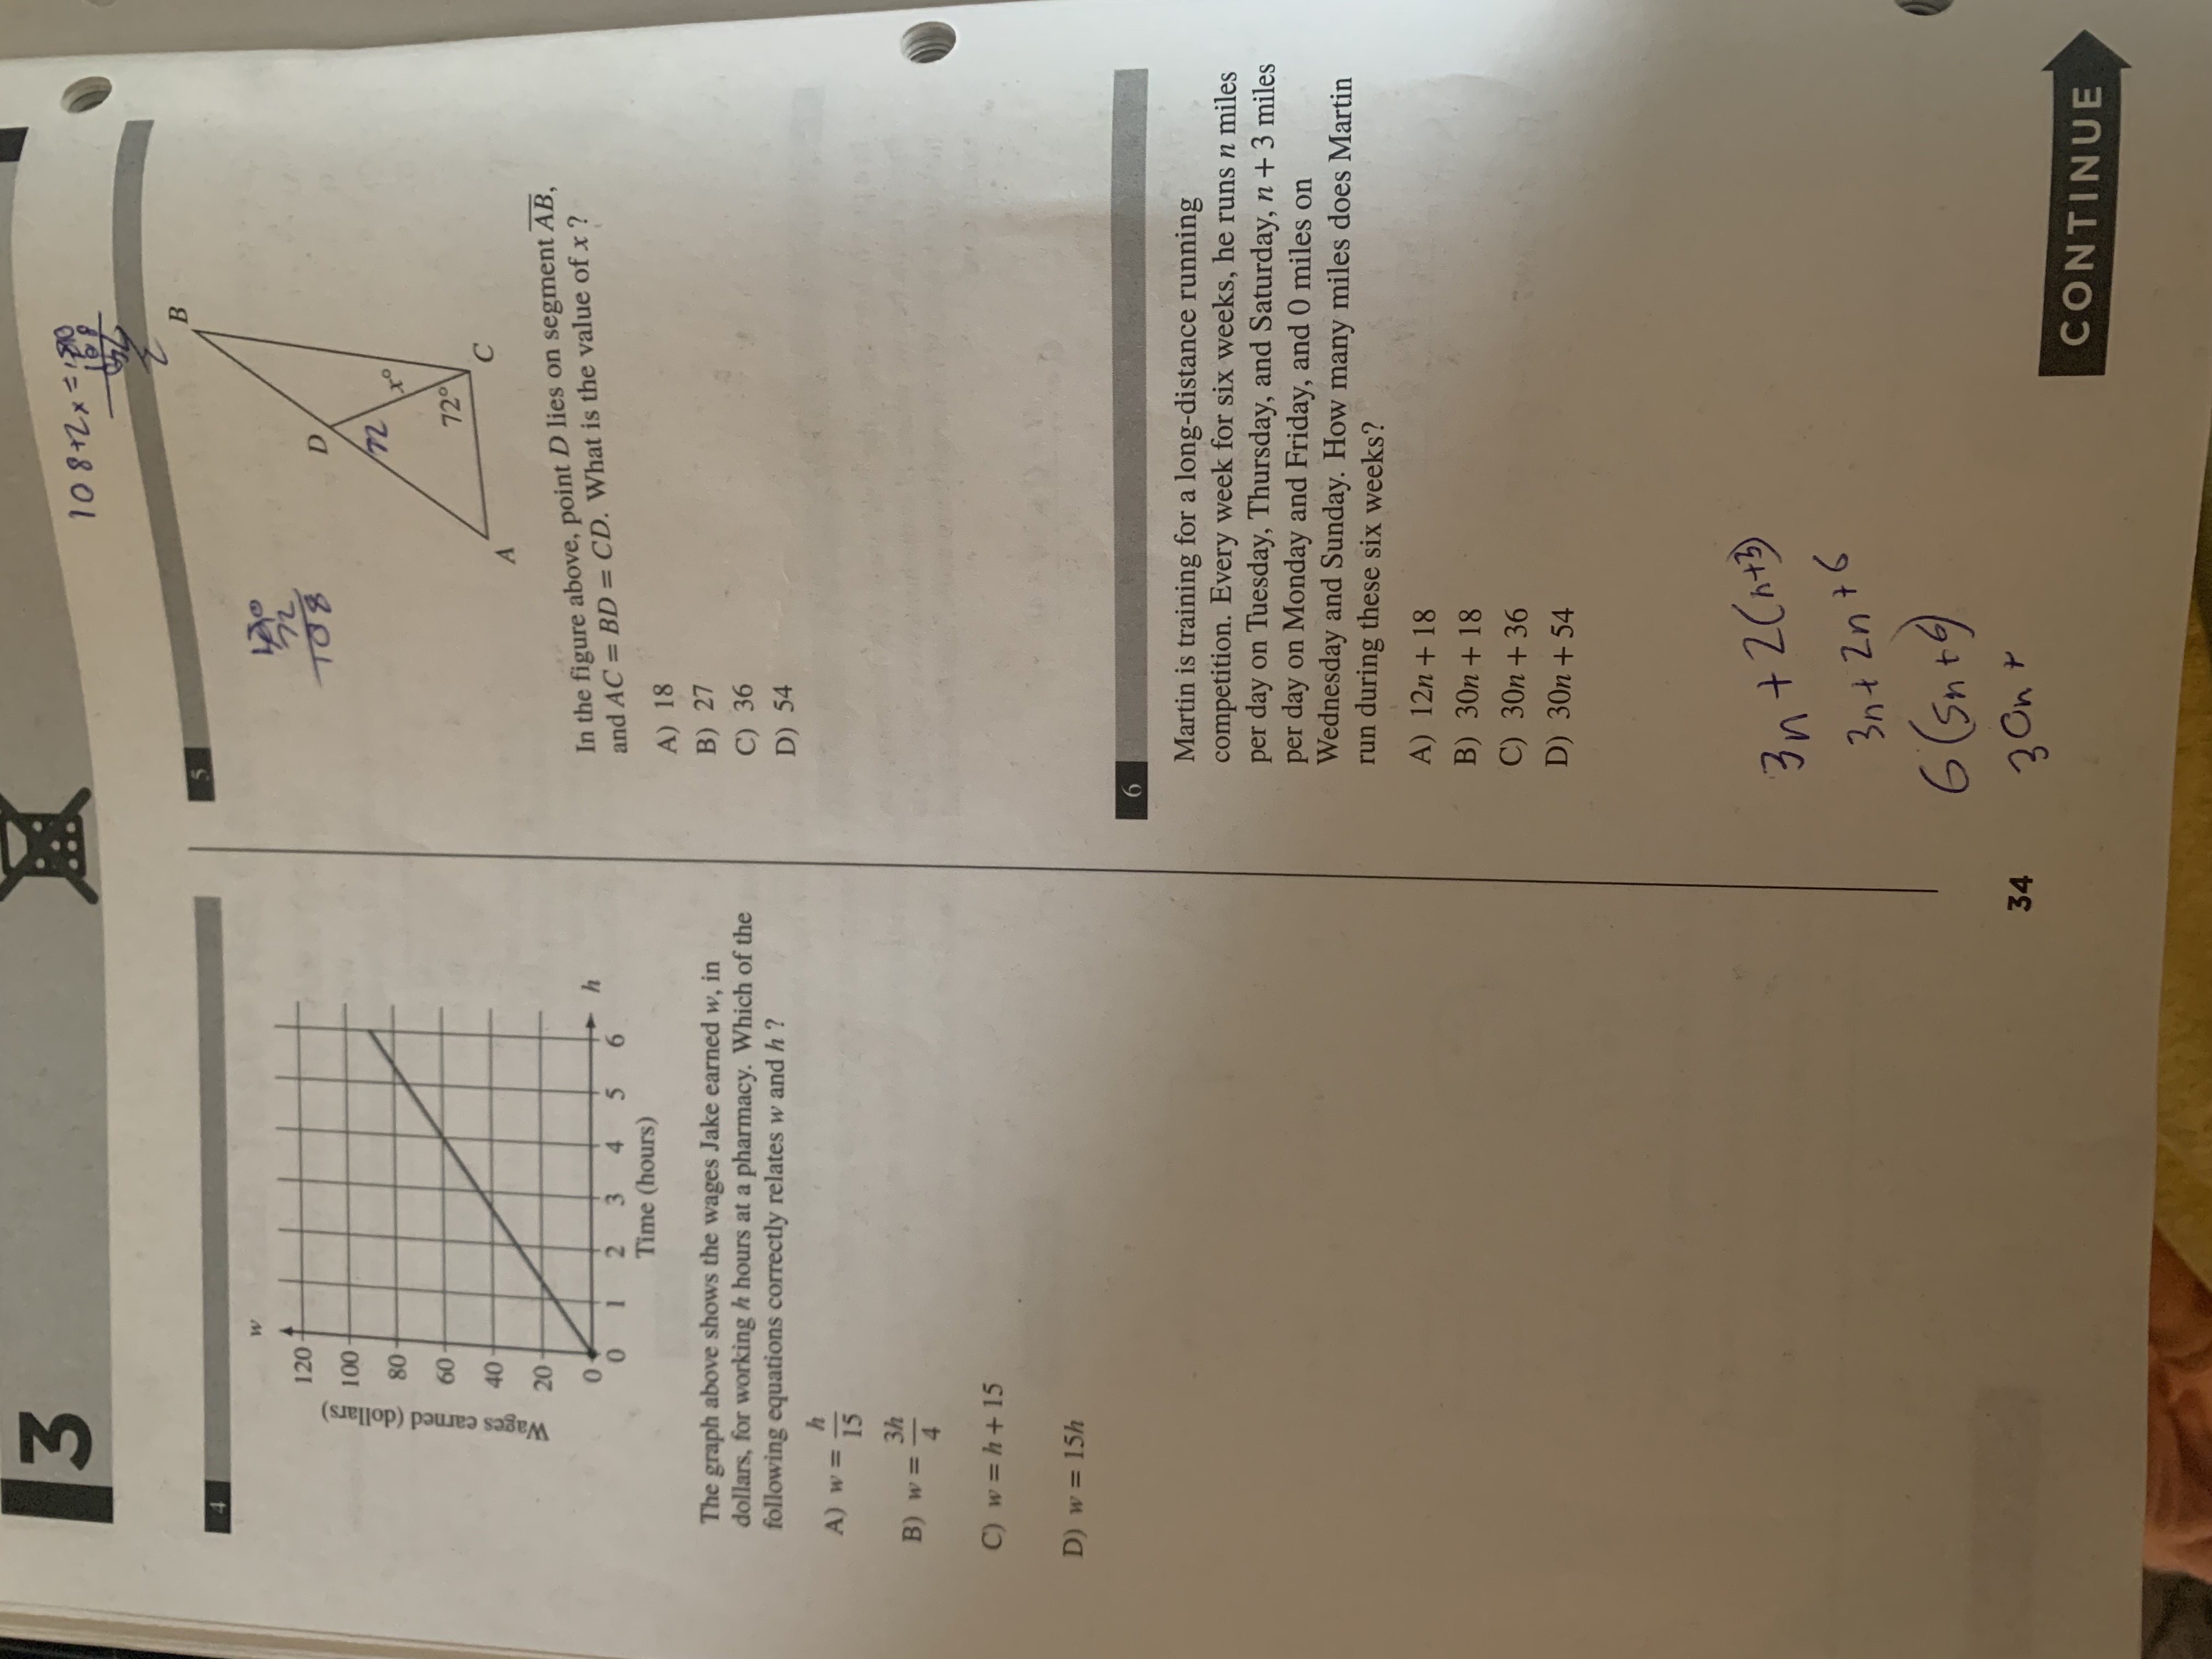 3
108+2x=180
108
72
2
4
w
120
100
80
60
40
20
0
Wages earned (dollars)
h
0 1 2 3 4 5 6
Time (hours)
The graph above shows the wages Jake earned w, in
dollars, for working h hours at a pharmacy. Which of the
following equations correctly relates w and h ?
A) w = h/15
B) w = 3h/4
C) w = h + 15
D) w = 15h
5
180
72
108
B
D
72
x°
72°
A
C
In the figure above, point D lies on segment AB,
and AC = BD = CD. What is the value of x ?
A) 18
B) 27
C) 36
D) 54
6
Martin is training for a long-distance running
competition. Every week for six weeks, he runs n miles
per day on Tuesday, Thursday, and Saturday, n + 3 miles
per day on Monday and Friday, and 0 miles on
Wednesday and Sunday. How many miles does Martin
run during these six weeks?
A) 12n + 18
B) 30n + 18
C) 30n + 36
D) 30n + 54
3n + 2(n+3)
3n + 2n + 6
6(5n+6)
30n +
34
CONTINUE